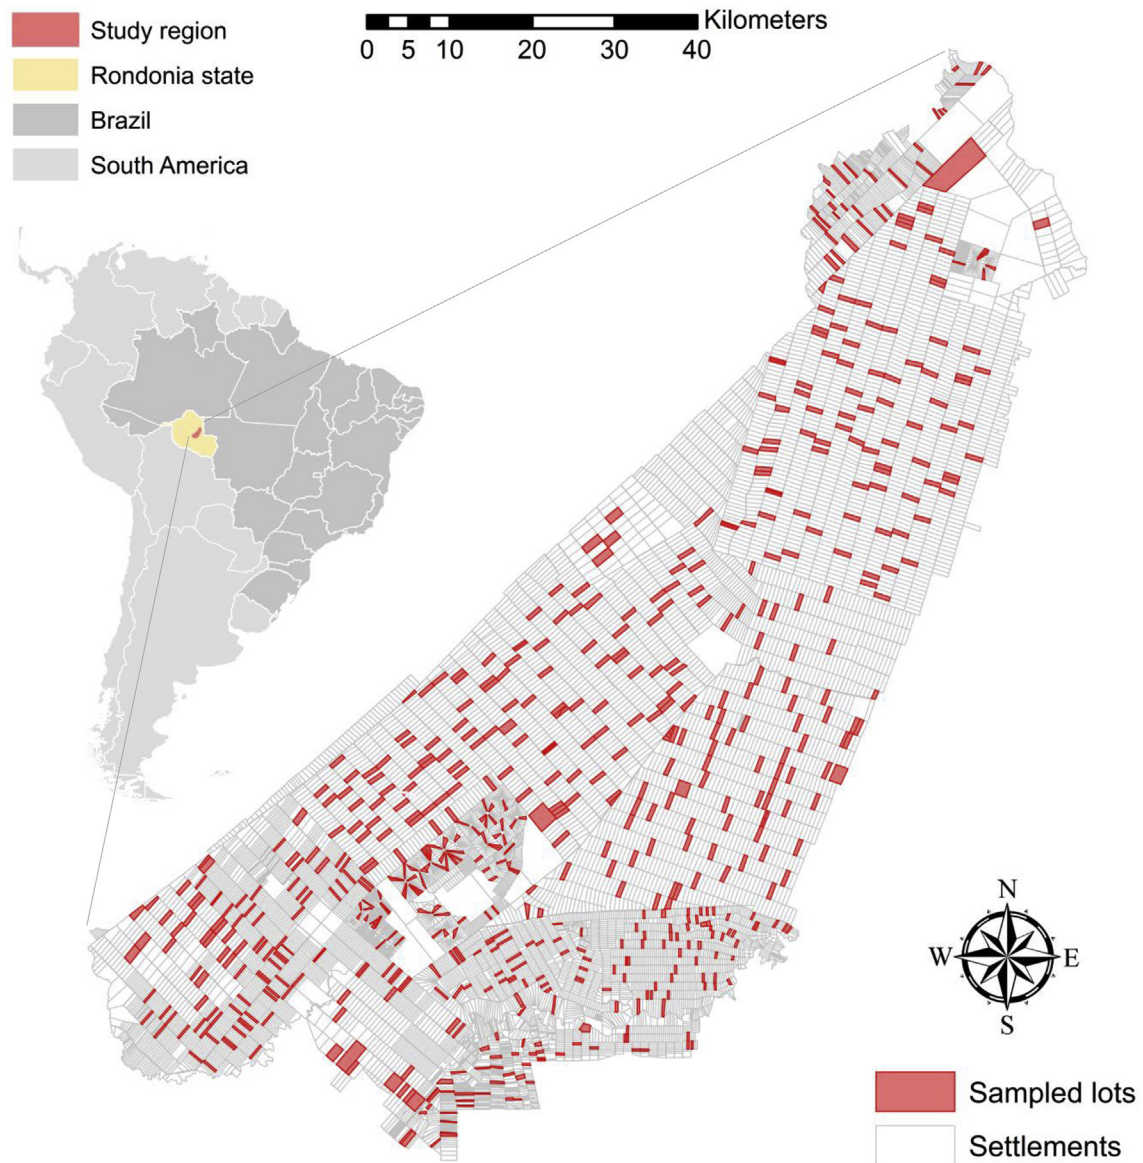 Study region
Rondonia state
Brazil
South America
Kilometers
0 5 10 20 30 40
N
W E
S
Sampled lots
Settlements